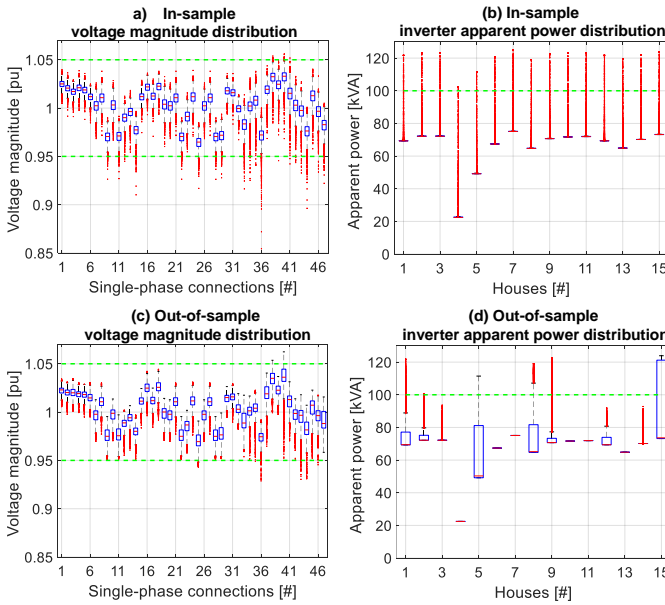 a) In-sample
voltage magnitude distribution
Voltage magnitude [pu]
1.05
1
0.95
0.9
0.85
1 6 11 16 21 26 31 36 41 46
Single-phase connections [#]
(b) In-sample
inverter apparent power distribution
Apparent power [kVA]
120
100
80
60
40
20
0
1 3 5 7 9 11 13 15
Houses [#]
(c) Out-of-sample
voltage magnitude distribution
Voltage magnitude [pu]
1.05
1
0.95
0.9
0.85
1 6 11 16 21 26 31 36 41 46
Single-phase connections [#]
(d) Out-of-sample
inverter apparent power distribution
Apparent power [kVA]
120
100
80
60
40
20
0
1 3 5 7 9 11 13 15
Houses [#]